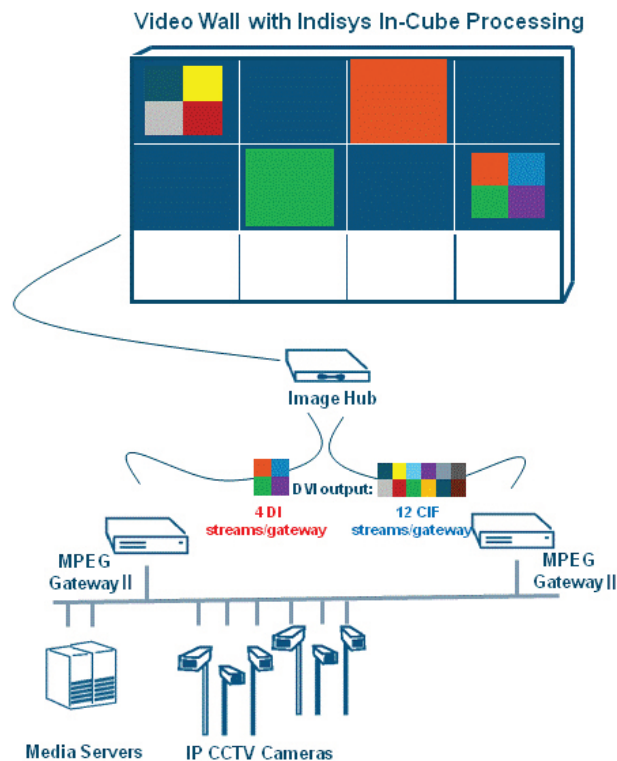 Video Wall with Indisys In-Cube Processing
Image Hub
DVI output:
4 DI
streams/gateway
12 CIF
streams/gateway
MPEG
Gateway II
MPEG
Gateway II
Media Servers
IP CCTV Cameras